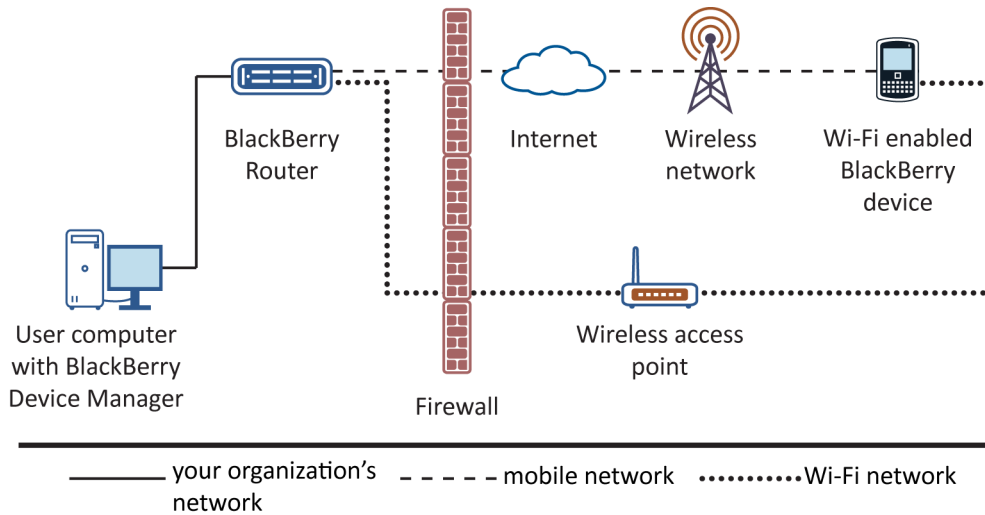 BlackBerry
Router
Internet
Wireless
network
Wi-Fi enabled
BlackBerry
device
User computer
with BlackBerry
Device Manager
Firewall
Wireless access
point
your organization's
network
mobile network
Wi-Fi network